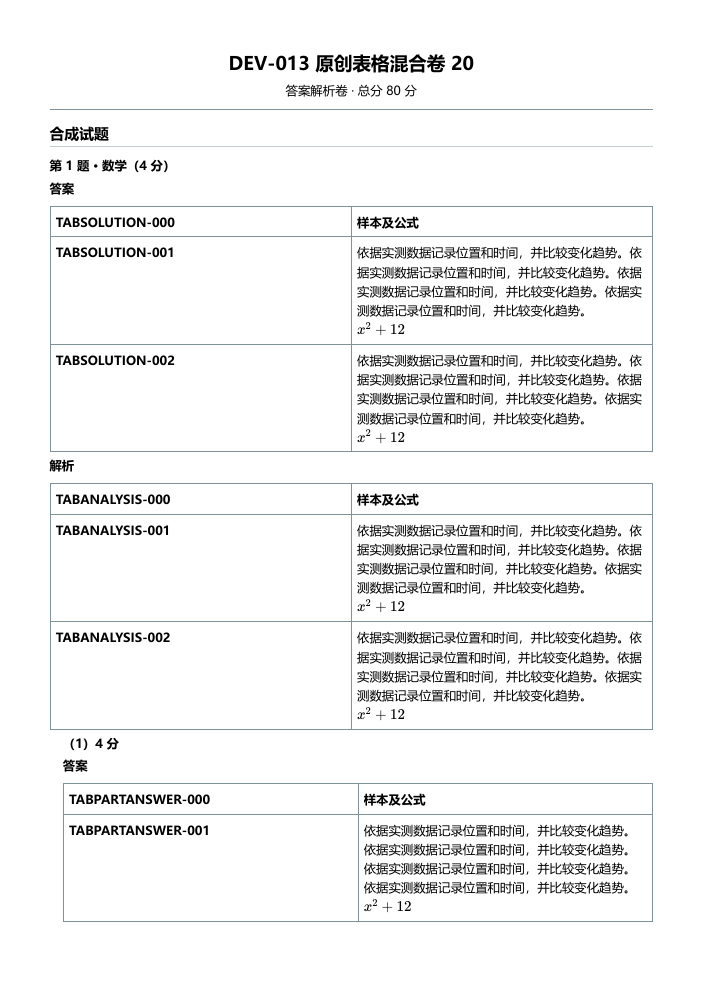 DEV-013 原创表格混合卷 20
答案解析卷 · 总分 80 分
合成试题
第 1 题 · 数学（4 分）
答案
TABSOLUTION-000 样本及公式
TABSOLUTION-001 依据实测数据记录位置和时间，并比较变化趋势。依
据实测数据记录位置和时间，并比较变化趋势。依据
实测数据记录位置和时间，并比较变化趋势。依据实
测数据记录位置和时间，并比较变化趋势。
x² + 12
TABSOLUTION-002 依据实测数据记录位置和时间，并比较变化趋势。依
据实测数据记录位置和时间，并比较变化趋势。依据
实测数据记录位置和时间，并比较变化趋势。依据实
测数据记录位置和时间，并比较变化趋势。
x² + 12
解析
TABANALYSIS-000 样本及公式
TABANALYSIS-001 依据实测数据记录位置和时间，并比较变化趋势。依
据实测数据记录位置和时间，并比较变化趋势。依据
实测数据记录位置和时间，并比较变化趋势。依据实
测数据记录位置和时间，并比较变化趋势。
x² + 12
TABANALYSIS-002 依据实测数据记录位置和时间，并比较变化趋势。依
据实测数据记录位置和时间，并比较变化趋势。依据
实测数据记录位置和时间，并比较变化趋势。依据实
测数据记录位置和时间，并比较变化趋势。
x² + 12
（1）4 分
答案
TABPARTANSWER-000 样本及公式
TABPARTANSWER-001 依据实测数据记录位置和时间，并比较变化趋势。
依据实测数据记录位置和时间，并比较变化趋势。
依据实测数据记录位置和时间，并比较变化趋势。
依据实测数据记录位置和时间，并比较变化趋势。
x² + 12